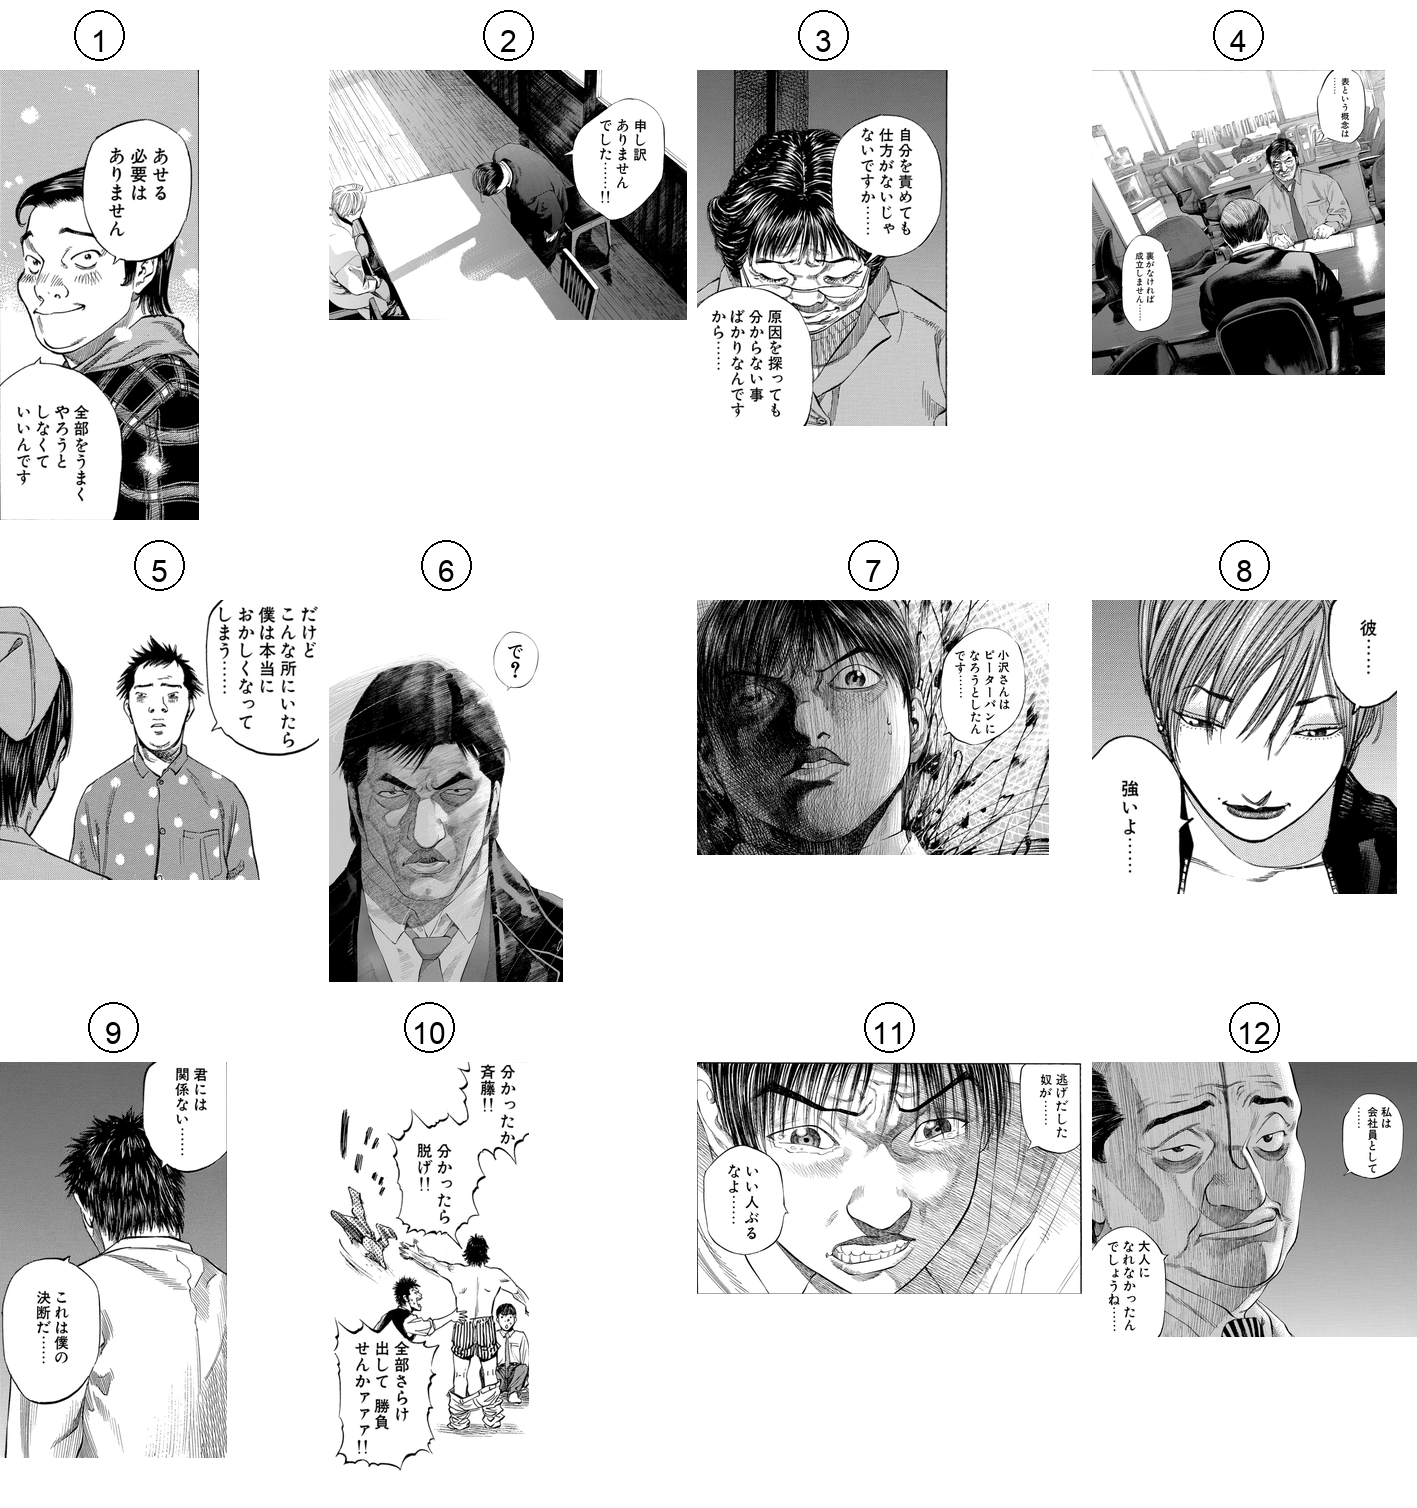 1
あせる
必要は
ありません
全部をうまく
やろうと
しなくて
いいんです
2
申し訳
ありません
でした……!!
3
自分を責めても
仕方がないじゃ
ないですか……
原因を探っても
分からない事
ばかりなんです
から……
4
表という概念は
……
裏がなければ
成立しません……
5
だけど
こんな所にいたら
僕は本当に
おかしくなって
しまう……
6
で？
7
小沢さんは
ピーターパンに
なろうとしたん
です……
8
彼……
強いよ……
9
君には
関係ない……
これは僕の
決断だ……
10
分かったか
斉藤!!
分かったら
脱げ!!
全部さらけ
出して 勝負
せんかァァァ!!
11
逃げだした
奴が……
いい人ぶる
なよ……
12
私は
会社員として
……
大人に
なれなかったん
でしょうね……